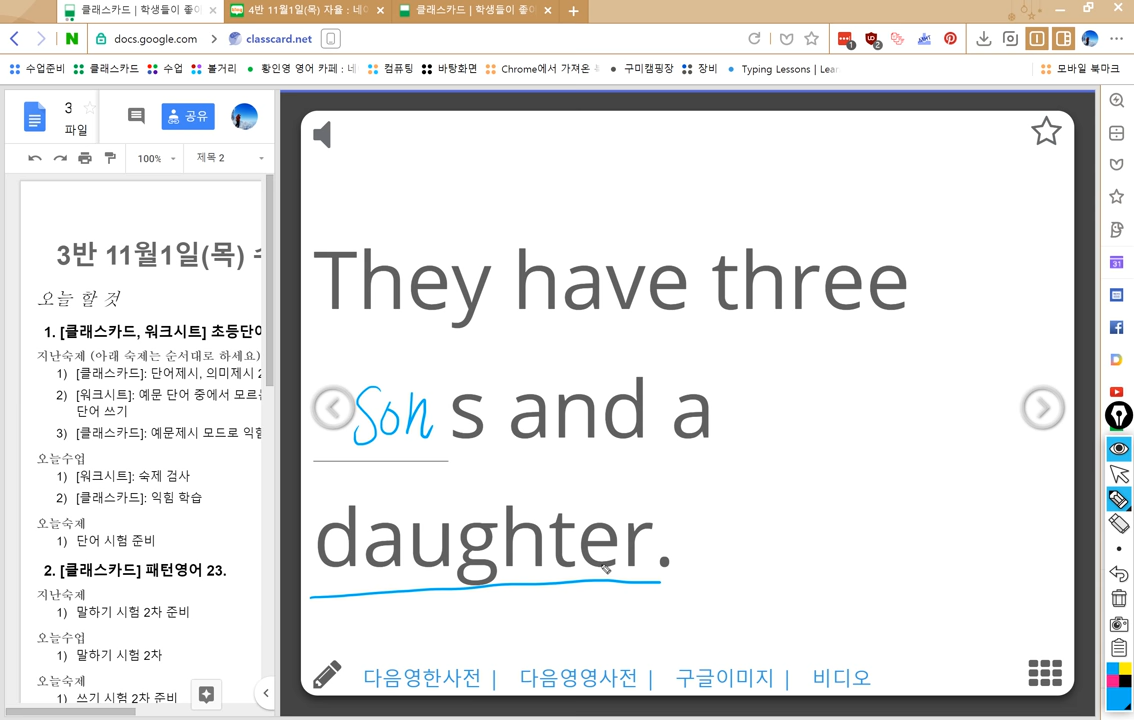 클래스카드 | 학생들이 좋아
4반 11월1일(목) 자율 : 네이
클래스카드 | 학생들이 좋아
N docs.google.com > classcard.net
수업준비 클래스카드 수업 볼거리 황인영 영어 카페 : 네 컴퓨팅 바탕화면 Chrome에서 가져온 구미캠핑장 장비 Typing Lessons | Lear 모바일 북마크
3
파일
공유
100% 제목 2
3반 11월1일(목)
오늘 할 것
1. [클래스카드, 워크시트] 초등단어
지난숙제 (아래 숙제는 순서대로 하세요)
1) [클래스카드]: 단어제시, 의미제시 2
2) [워크시트]: 예문 단어 중에서 모르는
단어 쓰기
3) [클래스카드]: 예문제시 모드로 익힘
오늘수업
1) [워크시트]: 숙제 검사
2) [클래스카드]: 익힘 학습
오늘숙제
1) 단어 시험 준비
2. [클래스카드] 패턴영어 23.
지난숙제
1) 말하기 시험 2차 준비
오늘수업
1) 말하기 시험 2차
오늘숙제
1) 쓰기 시험 2차 준비
They have three
son s and a
daughter.
다음영한사전 | 다음영영사전 | 구글이미지 | 비디오